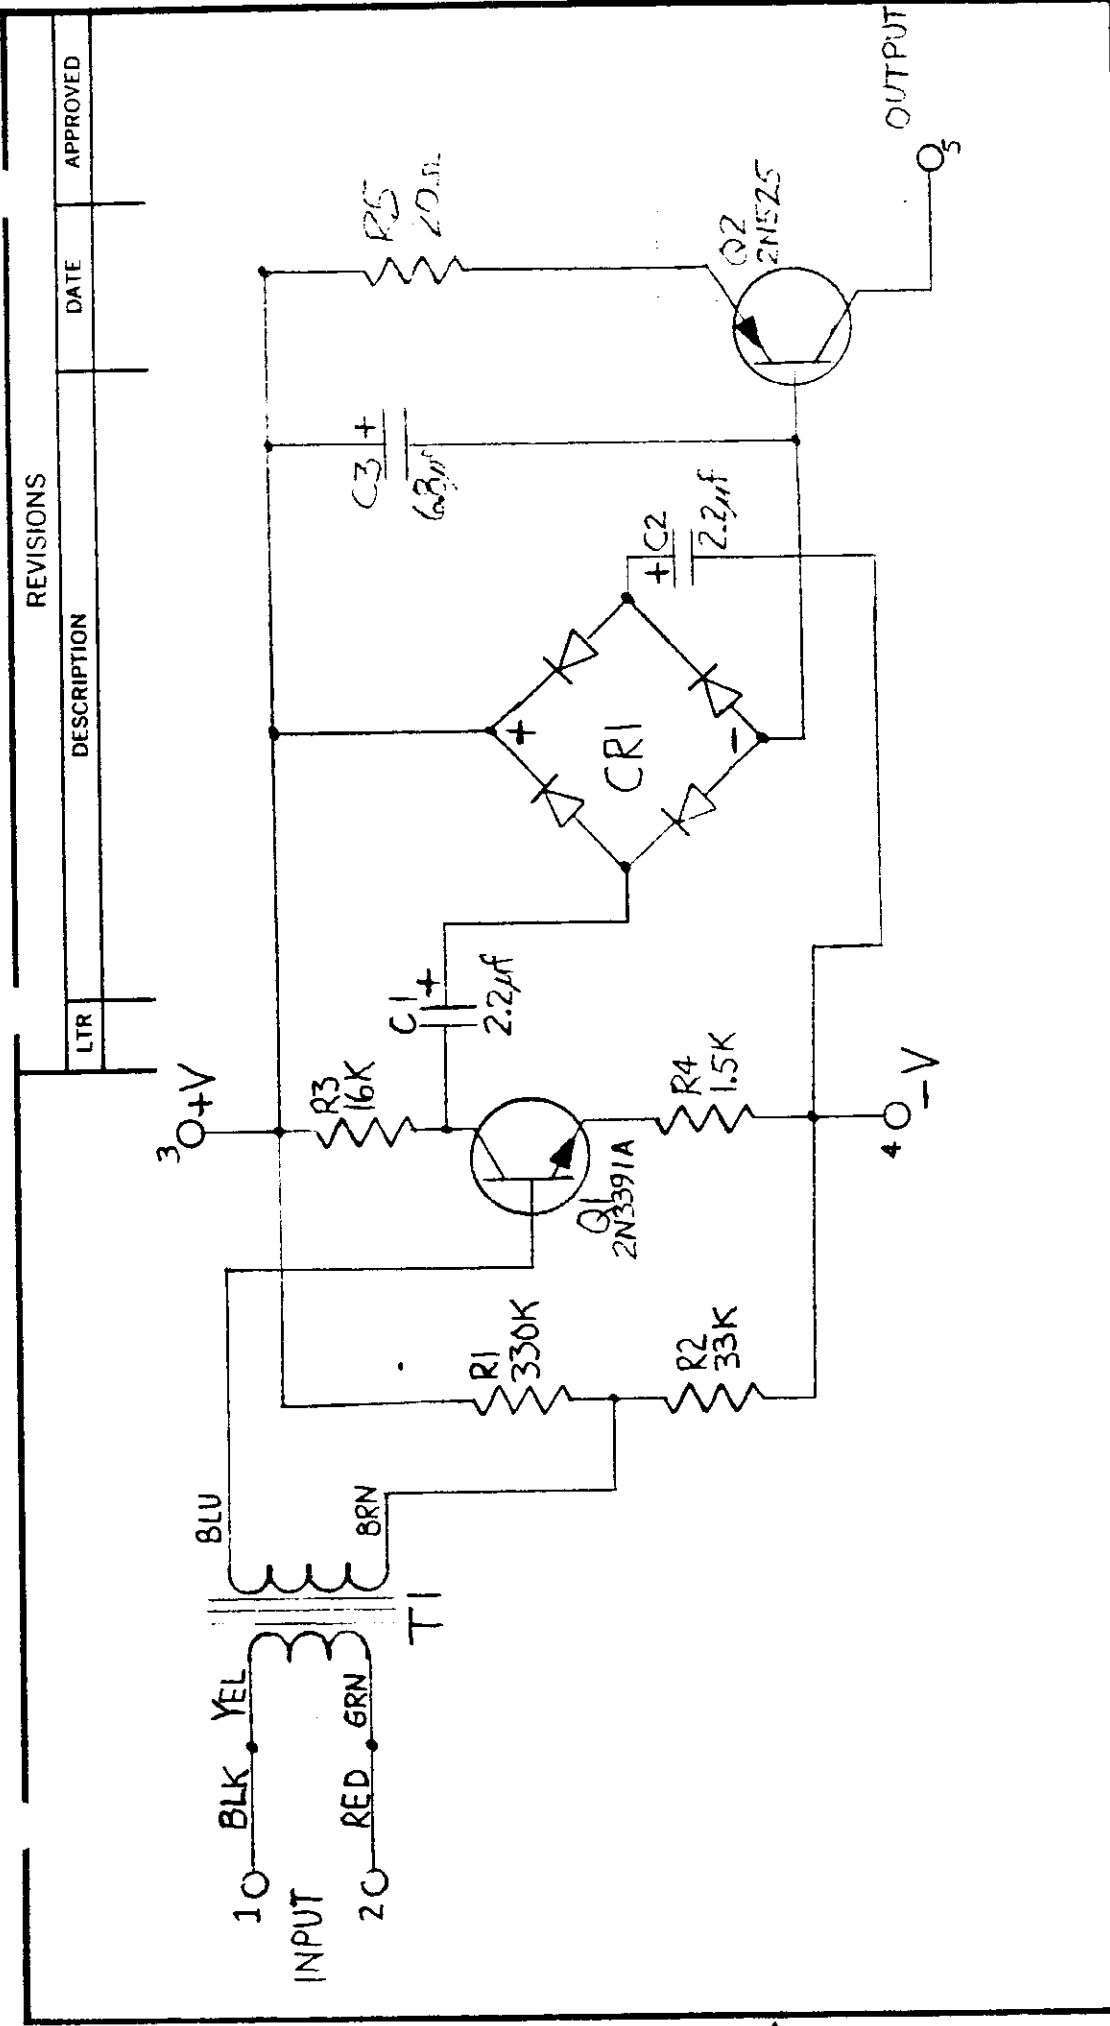 REVISIONS
LTR
DESCRIPTION
DATE
APPROVED
1
BLK
YEL
BLU
INPUT
2
RED
GRN
BRN
T1
3
+V
R1
330K
R2
33K
R3
16K
Q1
2N3391A
R4
1.5K
4
-V
C1
+
2.2µf
+
CR1
-
+
C2
2.2µf
C3
+
6.8µf
R5
20Ω
Q2
2N525
OUTPUT
5